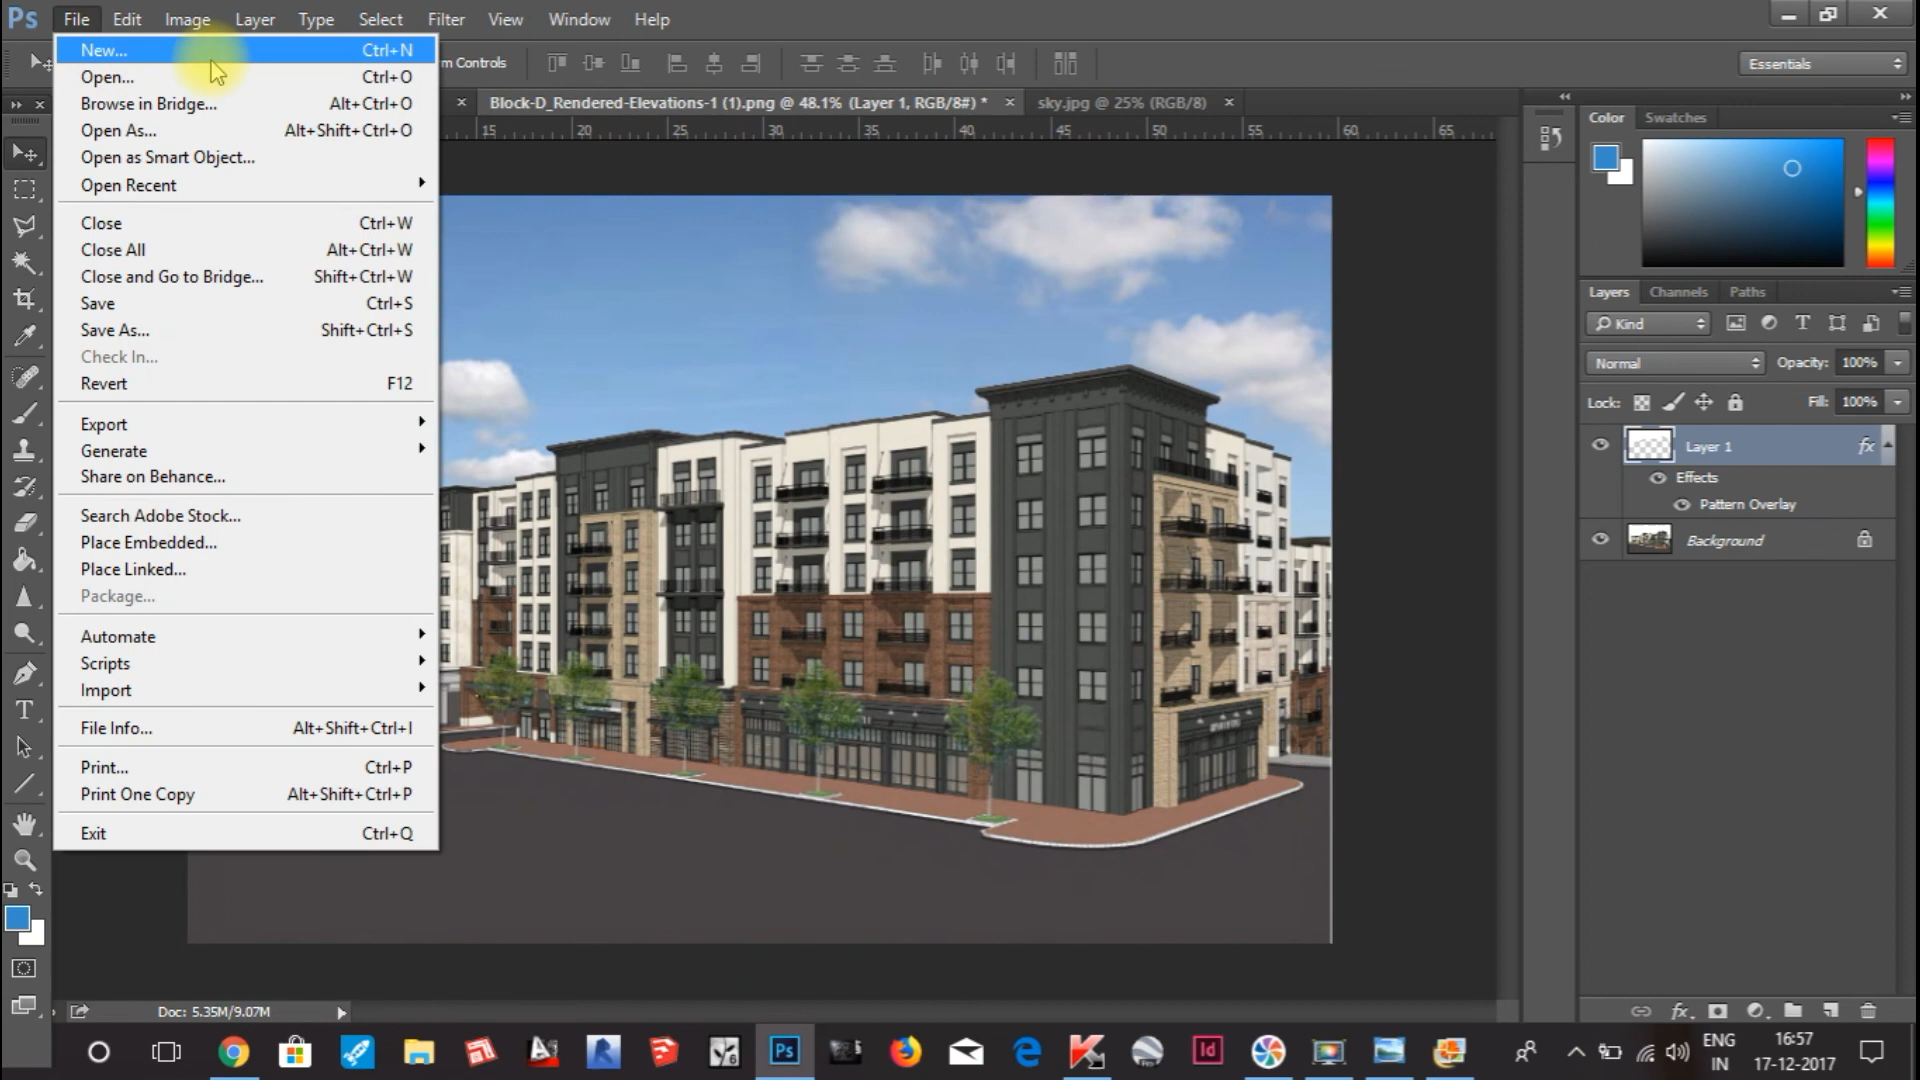 Ps File Edit Image Layer Type Select Filter View Window Help
New... Ctrl+N
m Controls
Essentials
Open... Ctrl+O
Browse in Bridge... Alt+Ctrl+O
Block-D_Rendered-Elevations-1 (1).png @ 48.1% (Layer 1, RGB/8#) * × sky.jpg @ 25% (RGB/8) ×
Open As... Alt+Shift+Ctrl+O
15 20 25 30 35 40 45 50 55 60 65
Open as Smart Object...
Open Recent
Close Ctrl+W
Close All Alt+Ctrl+W
Close and Go to Bridge... Shift+Ctrl+W
Save Ctrl+S
Save As... Shift+Ctrl+S
Check In...
Revert F12
Export
Generate
Share on Behance...
Search Adobe Stock...
Place Embedded...
Place Linked...
Package...
Automate
Scripts
Import
File Info... Alt+Shift+Ctrl+I
Print... Ctrl+P
Print One Copy Alt+Shift+Ctrl+P
Exit Ctrl+Q
Color Swatches
Layers Channels Paths
Kind
Normal Opacity: 100%
Lock: Fill: 100%
Layer 1 fx
Effects
Pattern Overlay
Background
Doc: 5.35M/9.07M
fx
Ps
Id
ENG
IN
16:57
17-12-2017